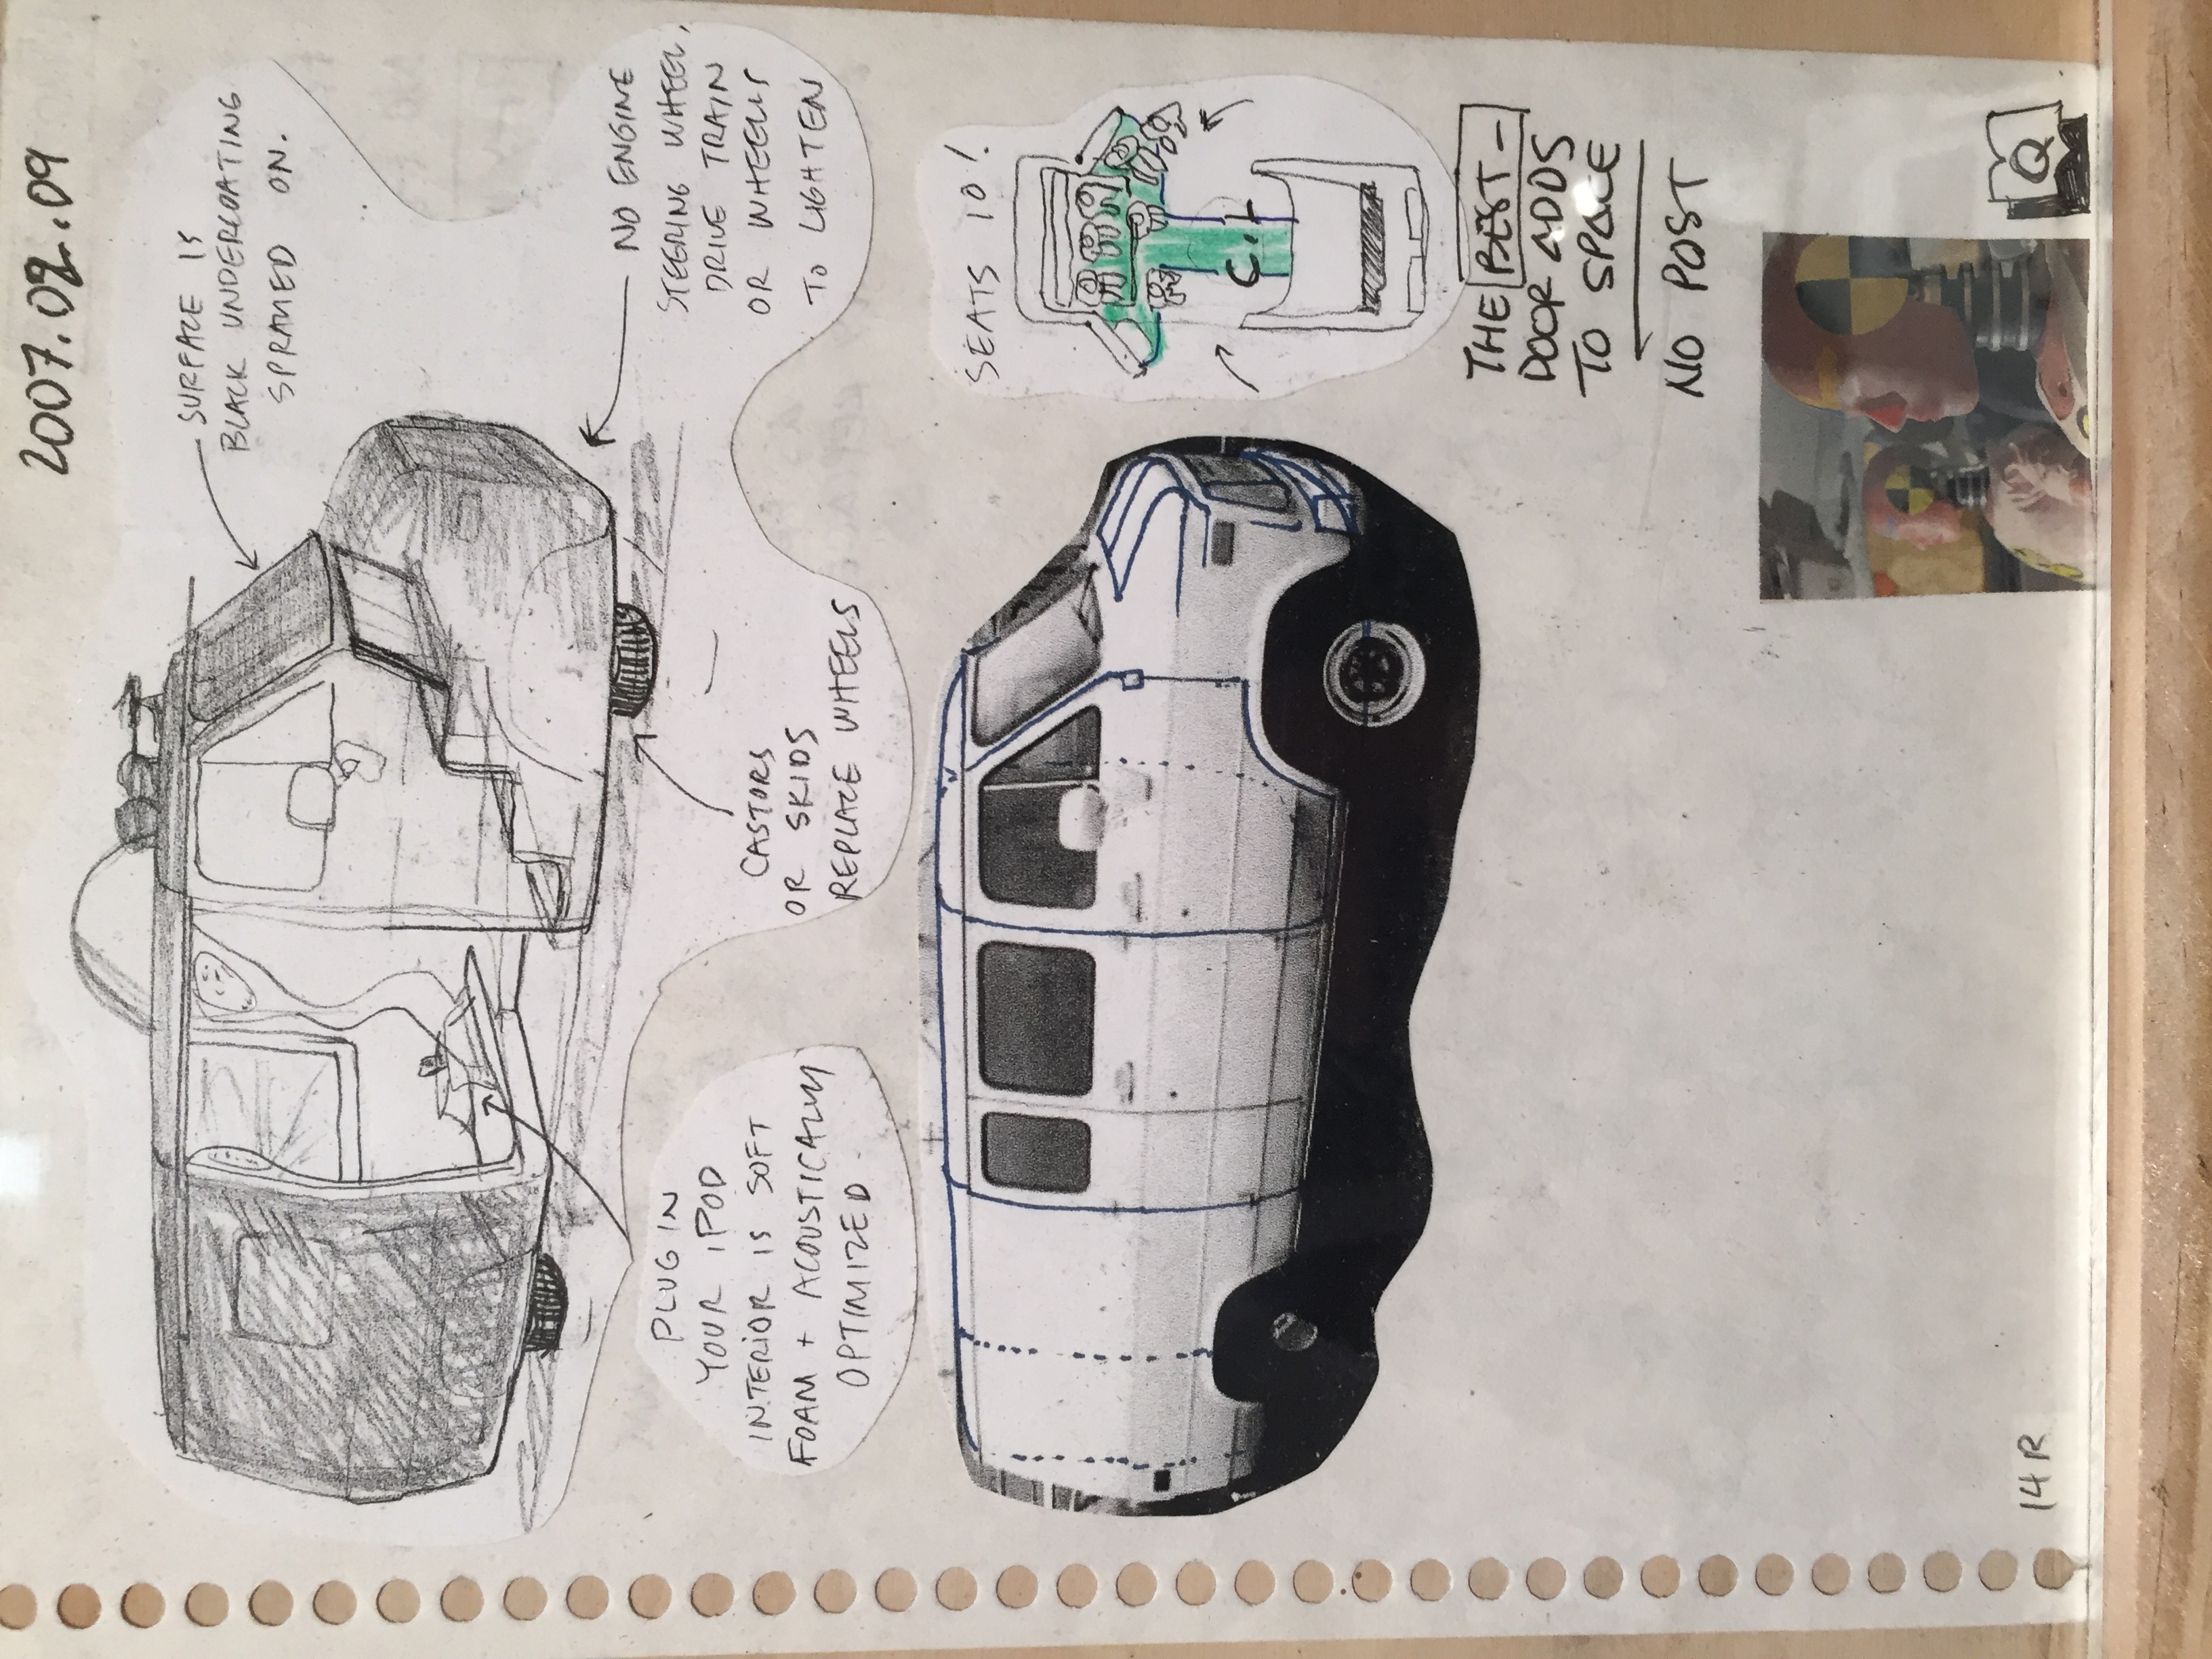 2007.02.09
SURFACE IS
BLACK UNDERCOATING
SPRAYED ON.
NO ENGINE
STEERING WHEEL,
DRIVE TRAIN
OR WHEELS
TO LIGHTEN
PLUG IN
YOUR iPOD
INTERiOR IS SOFT
FOAM + ACOUSTICALLY
OPTIMIZED
CASTORS
OR SKIDS
REPLACE WHEELS
SEATS 10!
THE BEST-
DOOR ADDS
TO SPACE
NO POST
14R
Q